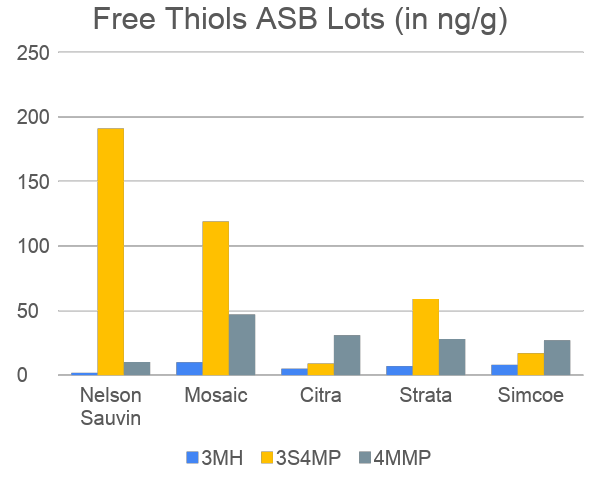 Free Thiols ASB Lots (in ng/g)
250
200
150
100
50
0
Nelson Sauvin
Mosaic
Citra
Strata
Simcoe
3MH
3S4MP
4MMP